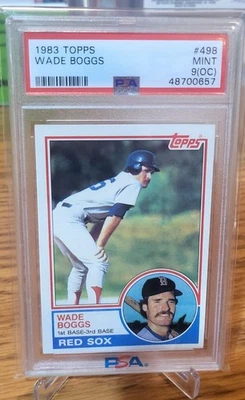 1983 TOPPS #498
WADE BOGGS MINT
PSA 9(OC)
48700657
Topps
WADE
BOGGS
1st BASE-3rd BASE
RED SOX
PSA